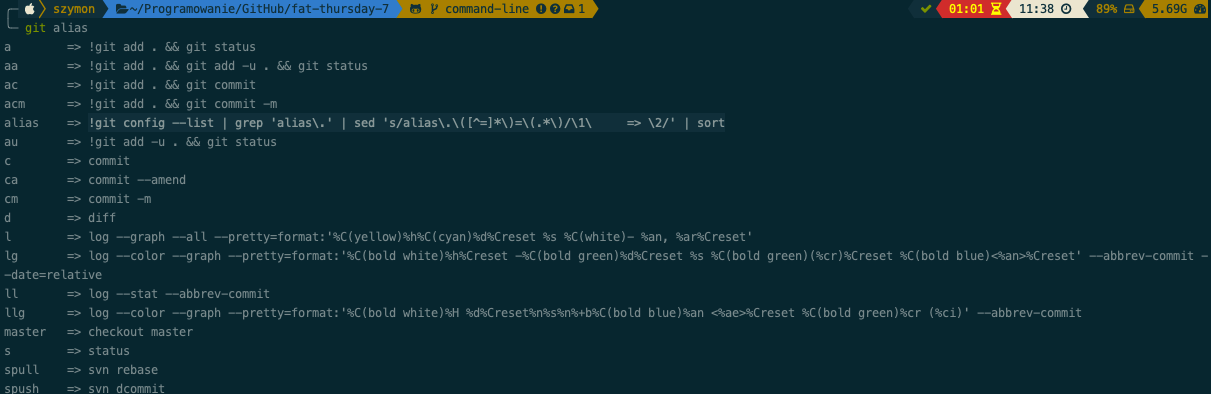 szymon ~/Programowanie/GitHub/fat-thursday-7 command-line 1 01:01 11:38 89% 5.69G
git alias
a => !git add . && git status
aa => !git add . && git add -u . && git status
ac => !git add . && git commit
acm => !git add . && git commit -m
alias => !git config --list | grep 'alias\.' | sed 's/alias\.\([^=]*\)=\(.*\)/\1\     => \2/' | sort
au => !git add -u . && git status
c => commit
ca => commit --amend
cm => commit -m
d => diff
l => log --graph --all --pretty=format:'%C(yellow)%h%C(cyan)%d%Creset %s %C(white)- %an, %ar%Creset'
lg => log --color --graph --pretty=format:'%C(bold white)%h%Creset -%C(bold green)%d%Creset %s %C(bold green)(%cr)%Creset %C(bold blue)<%an>%Creset' --abbrev-commit -
-date=relative
ll => log --stat --abbrev-commit
llg => log --color --graph --pretty=format:'%C(bold white)%H %d%Creset%n%s%n%+b%C(bold blue)%an <%ae>%Creset %C(bold green)%cr (%ci)' --abbrev-commit
master => checkout master
s => status
spull => svn rebase
spush => svn dcommit